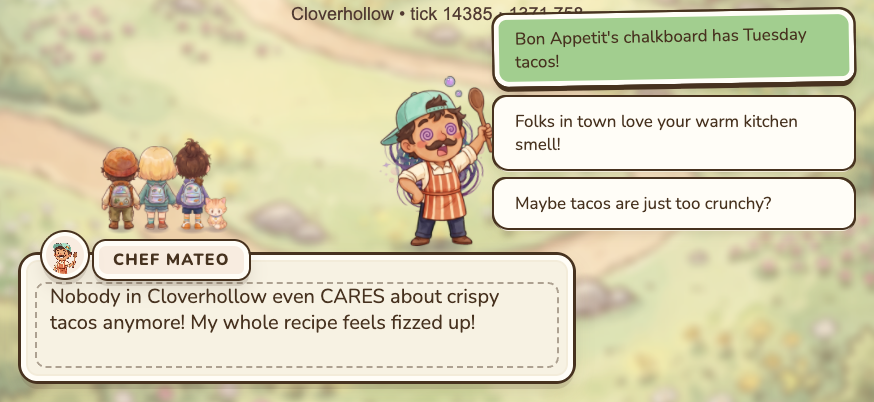 Cloverhollow • tick 14385
Bon Appetit's chalkboard has Tuesday
tacos!
Folks in town love your warm kitchen
smell!
Maybe tacos are just too crunchy?
CHEF MATEO
Nobody in Cloverhollow even CARES about crispy
tacos anymore! My whole recipe feels fizzed up!